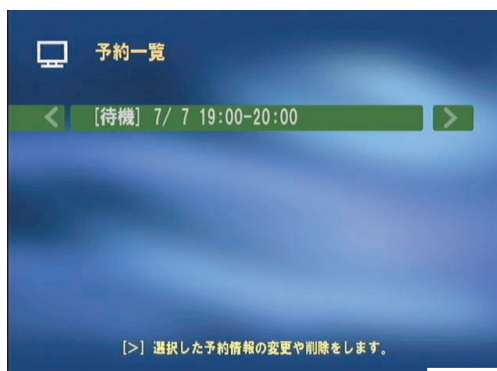 予約一覧
[待機] 7/ 7 19:00-20:00
[>] 選択した予約情報の変更や削除をします。